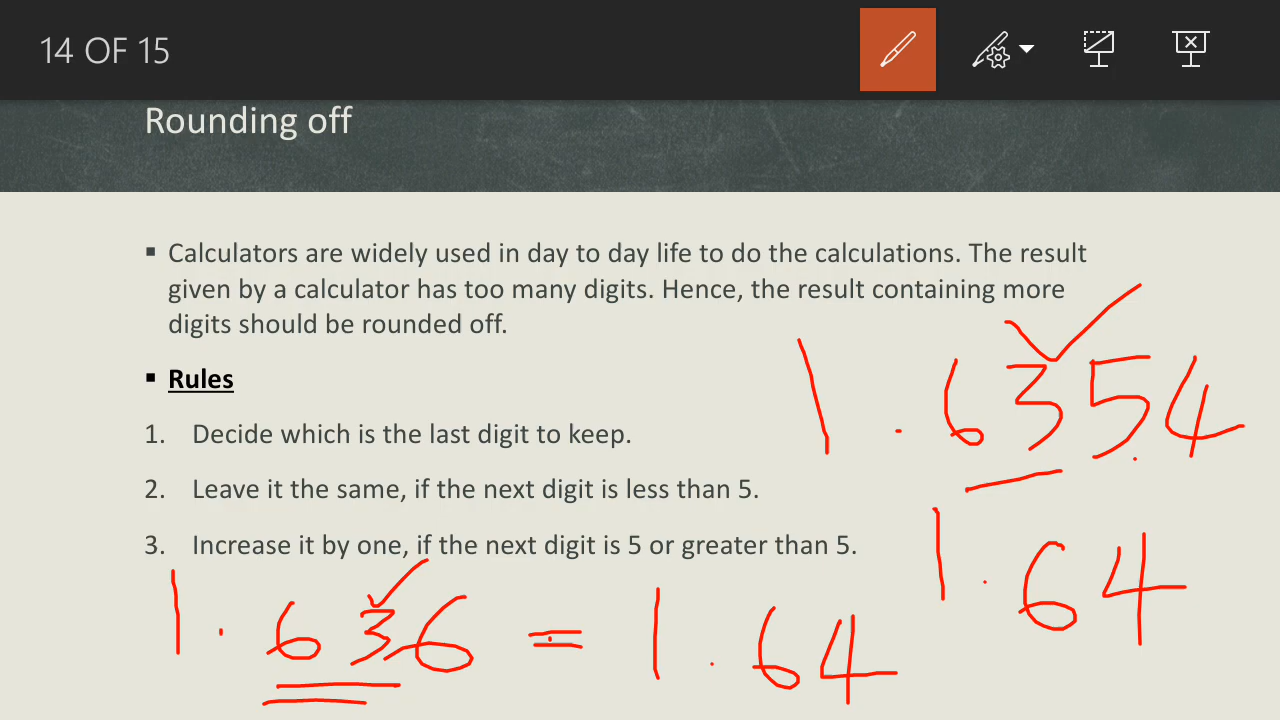 14 OF 15
Rounding off
▪ Calculators are widely used in day to day life to do the calculations. The result
given by a calculator has too many digits. Hence, the result containing more
digits should be rounded off.
▪ Rules
1.6354
1. Decide which is the last digit to keep.
2. Leave it the same, if the next digit is less than 5.
3. Increase it by one, if the next digit is 5 or greater than 5.
1.64
1.636 = 1.64